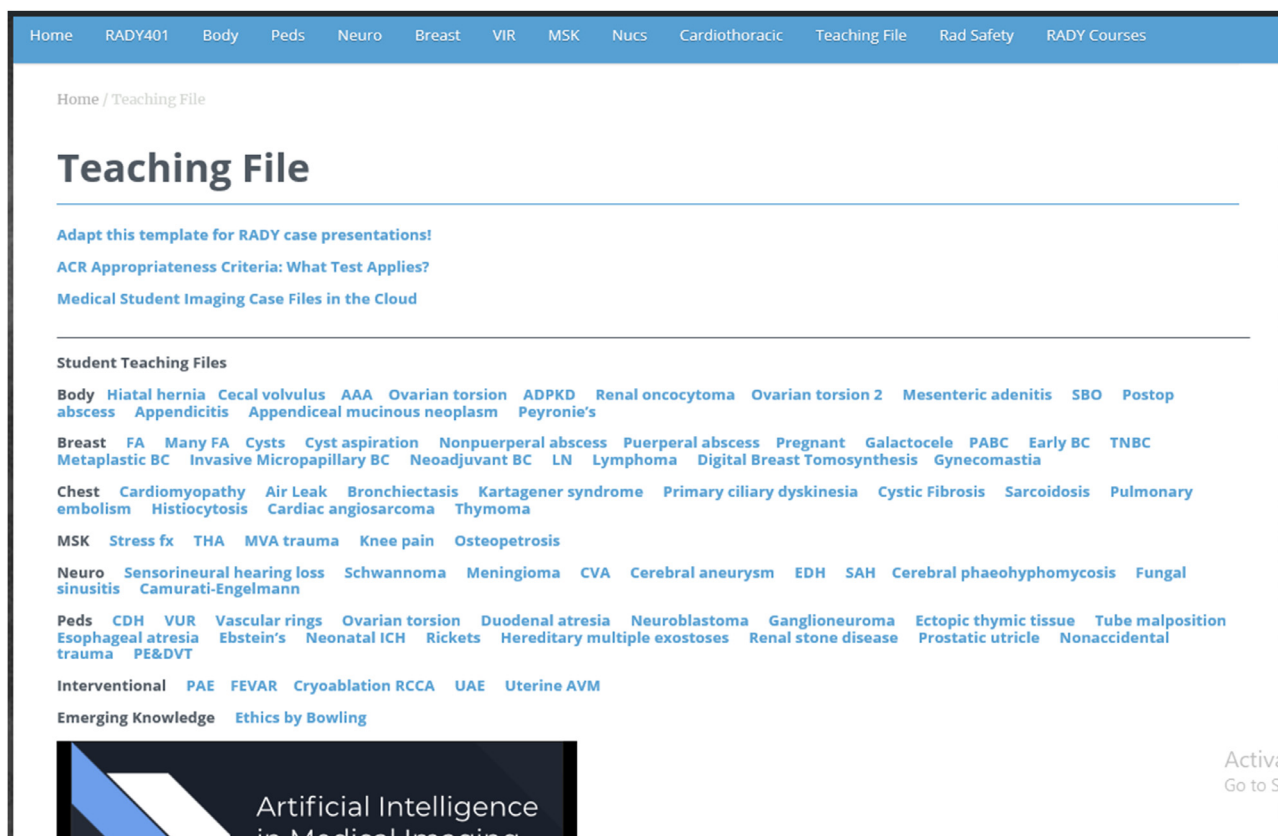 Home RADY401 Body Peds Neuro Breast VIR MSK Nucs Cardiothoracic Teaching File Rad Safety RADY Courses
Home / Teaching File
Teaching File
Adapt this template for RADY case presentations!
ACR Appropriateness Criteria: What Test Applies?
Medical Student Imaging Case Files in the Cloud
Student Teaching Files
Body Hiatal hernia Cecal volvulus AAA Ovarian torsion ADPKD Renal oncocytoma Ovarian torsion 2 Mesenteric adenitis SBO Postop
abscess Appendicitis Appendiceal mucinous neoplasm Peyronie’s
Breast FA Many FA Cysts Cyst aspiration Nonpuerperal abscess Puerperal abscess Pregnant Galactocele PABC Early BC TNBC
Metaplastic BC Invasive Micropapillary BC Neoadjuvant BC LN Lymphoma Digital Breast Tomosynthesis Gynecomastia
Chest Cardiomyopathy Air Leak Bronchiectasis Kartagener syndrome Primary ciliary dyskinesia Cystic Fibrosis Sarcoidosis Pulmonary
embolism Histiocytosis Cardiac angiosarcoma Thymoma
MSK Stress fx THA MVA trauma Knee pain Osteopetrosis
Neuro Sensorineural hearing loss Schwannoma Meningioma CVA Cerebral aneurysm EDH SAH Cerebral phaeohyphomycosis Fungal
sinusitis Camurati-Engelmann
Peds CDH VUR Vascular rings Ovarian torsion Duodenal atresia Neuroblastoma Ganglioneuroma Ectopic thymic tissue Tube malposition
Esophageal atresia Ebstein’s Neonatal ICH Rickets Hereditary multiple exostoses Renal stone disease Prostatic utricle Nonaccidental
trauma PE&DVT
Interventional PAE FEVAR Cryoablation RCCA UAE Uterine AVM
Emerging Knowledge Ethics by Bowling
Artificial Intelligence
in Medical Imaging
Activa
Go to S